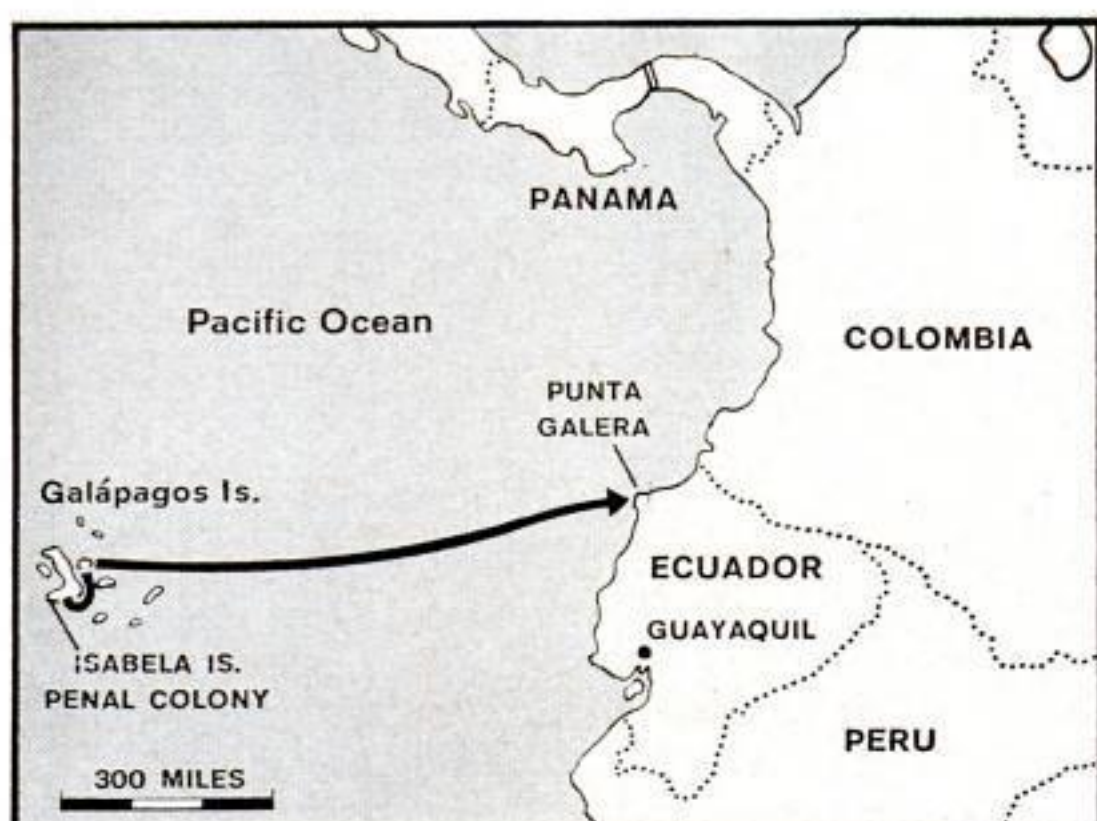 PANAMA
Pacific Ocean
COLOMBIA
PUNTA
GALERA
Galápagos Is.
ECUADOR
GUAYAQUIL
ISABELA IS.
PENAL COLONY
PERU
300 MILES